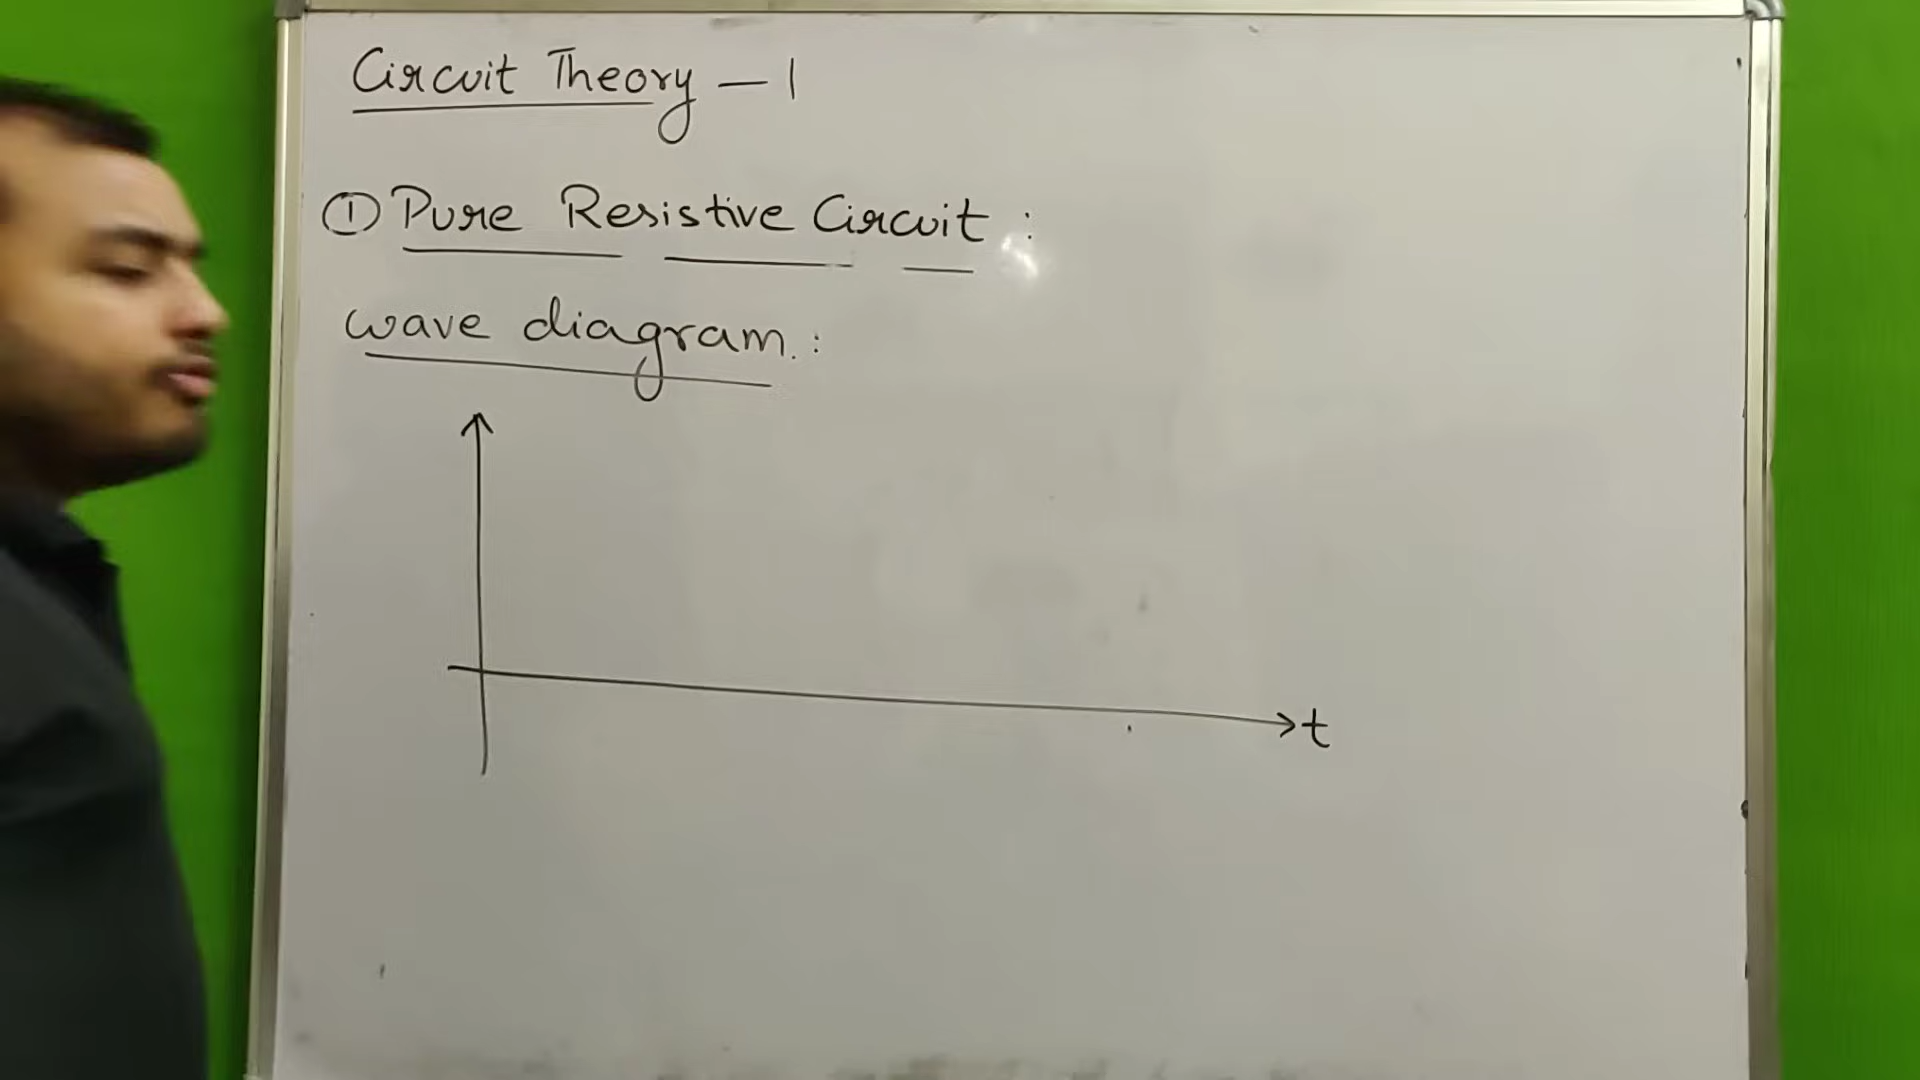 Circuit Theory – 1
① Pure Resistive Circuit :
wave diagram. :
t